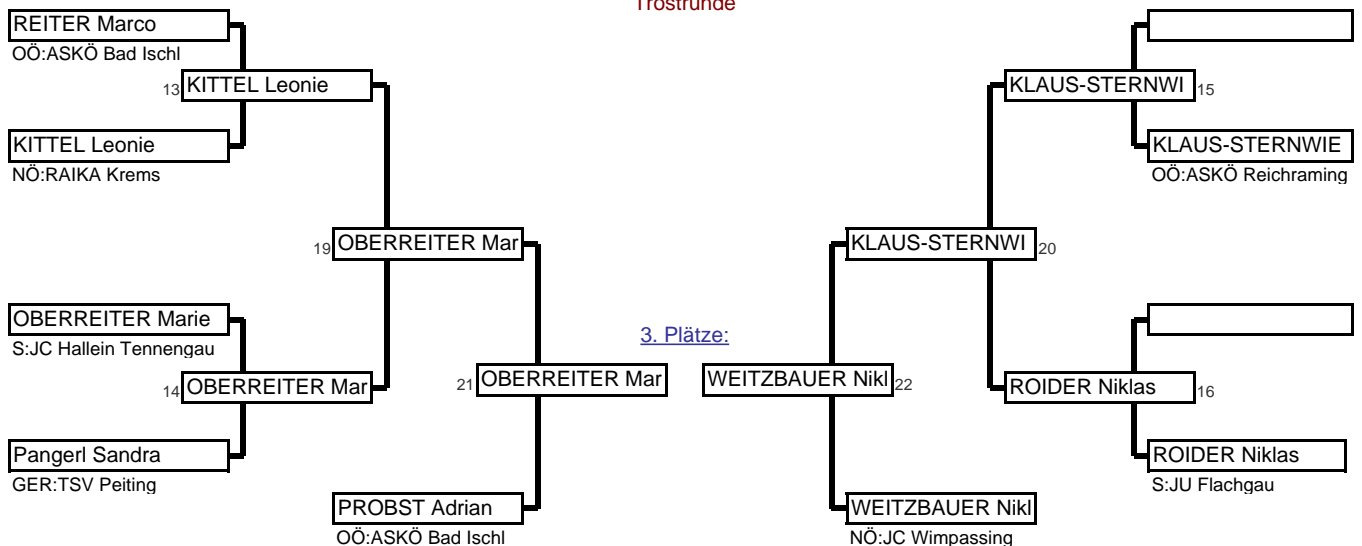 Trostrunde
REITER Marco
OÖ:ASKÖ Bad Ischl
13 KITTEL Leonie
KITTEL Leonie
NÖ:RAIKA Krems
19 OBERREITER Mar
OBERREITER Marie
S:JC Hallein Tennengau
14 OBERREITER Mar
Pangerl Sandra
GER:TSV Peiting
21 OBERREITER Mar
PROBST Adrian
OÖ:ASKÖ Bad Ischl
3. Plätze:
KLAUS-STERNWI 15
KLAUS-STERNWIE
OÖ:ASKÖ Reichraming
KLAUS-STERNWI 20
WEITZBAUER Nikl 22
ROIDER Niklas 16
ROIDER Niklas
S:JU Flachgau
WEITZBAUER Nikl
NÖ:JC Wimpassing